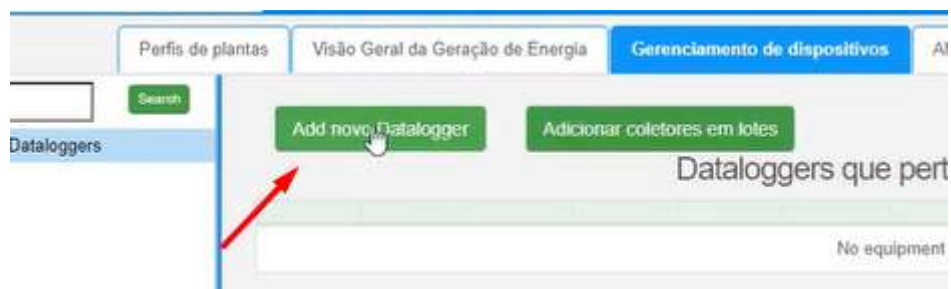 Perfis de plantas
Visão Geral da Geração de Energia
Gerenciamento de dispositivos
Search
Add novo Datalogger
Adicionar coletores em lotes
Dataloggers
Dataloggers que pert
No equipment